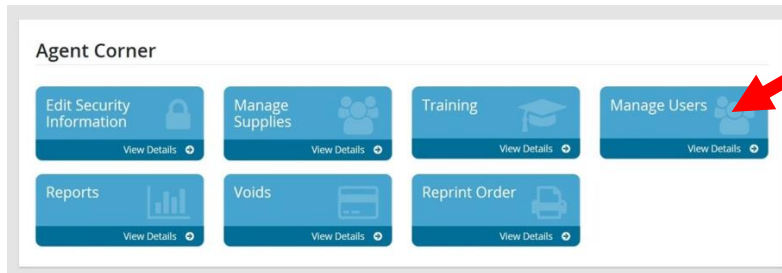 Agent Corner
Edit Security
Information
View Details
Manage
Supplies
View Details
Training
View Details
Manage Users
View Details
Reports
View Details
Voids
View Details
Reprint Order
View Details